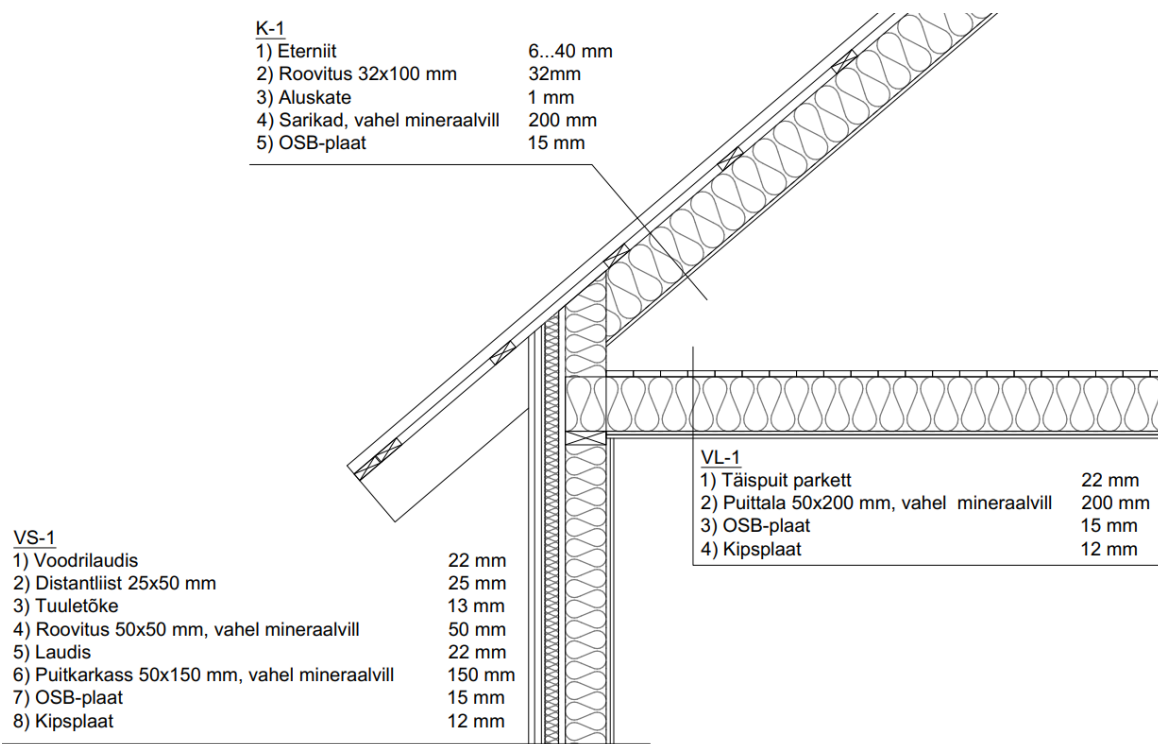 K-1
1) Eterniit 6...40 mm
2) Roovitus 32x100 mm 32mm
3) Aluskate 1 mm
4) Sarikad, vahel mineraalvill 200 mm
5) OSB-plaat 15 mm
VL-1
1) Täispuit parkett 22 mm
2) Puittala 50x200 mm, vahel mineraalvill 200 mm
3) OSB-plaat 15 mm
4) Kipsplaat 12 mm
VS-1
1) Voodrilaudis 22 mm
2) Distantliist 25x50 mm 25 mm
3) Tuuletõke 13 mm
4) Roovitus 50x50 mm, vahel mineraalvill 50 mm
5) Laudis 22 mm
6) Puitkarkass 50x150 mm, vahel mineraalvill 150 mm
7) OSB-plaat 15 mm
8) Kipsplaat 12 mm